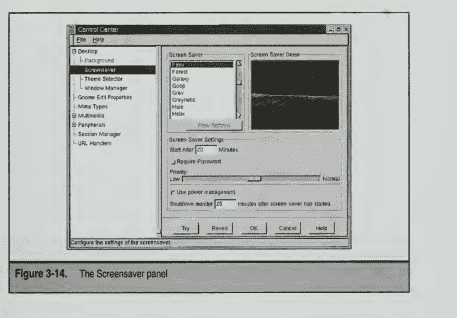 Control Center
File Help
Desktop
Background
Screensaver
Theme Selector
Window Manager
Gnome Edit Properties
Mime Types
Multimedia
Peripherals
Session Manager
URL Handlers
Screen Saver
Flow
Forest
Galaxy
Goop
Grav
Greynetic
Halo
Helix
Flow Settings
Screen Saver Demo
Screen Saver Settings
Start After 20 Minutes
Require Password
Priority:
Low Normal
Use power management.
Shutdown monitor 20 minutes after screen saver has started.
Try Revert OK Cancel Help
Configure the settings of the screensaver.
Figure 3-14. The Screensaver panel